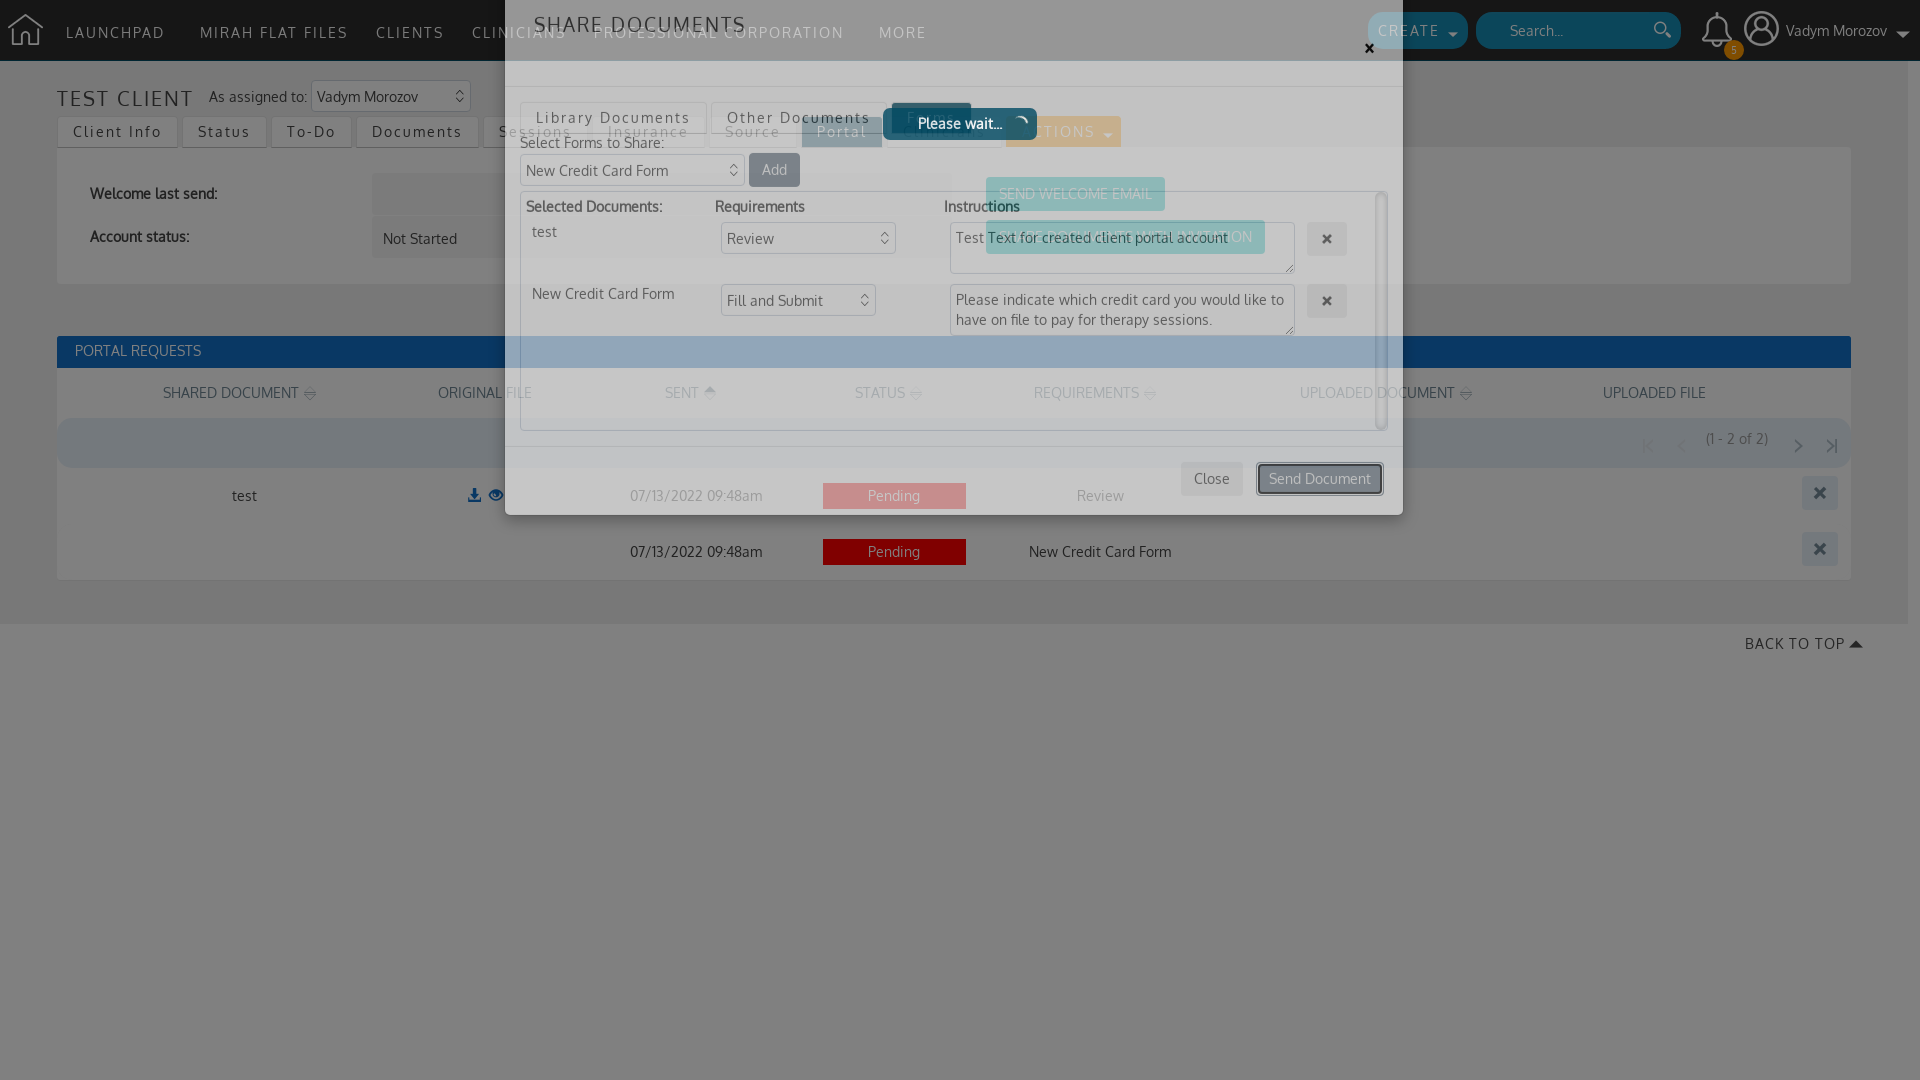 LAUNCHPAD MIRAH FLAT FILES CLIENTS CLINICIANS PROFESSIONAL CORPORATION MORE CREATE Search... 5 Vadym Morozov
SHARE DOCUMENTS
×
TEST CLIENT As assigned to: Vadym Morozov
Client Info Status To-Do Documents Sessions Insurance Source Portal
Library Documents Other Documents
Please wait...
Select Forms to Share:
New Credit Card Form Add
Welcome last send:
SEND WELCOME EMAIL
Account status:
Not Started
Selected Documents: Requirements Instructions
test Review Test Text for created client portal account ×
New Credit Card Form Fill and Submit Please indicate which credit card you would like to
have on file to pay for therapy sessions. ×
PORTAL REQUESTS
SHARED DOCUMENT ORIGINAL FILE SENT STATUS REQUIREMENTS UPLOADED DOCUMENT UPLOADED FILE
(1 - 2 of 2)
Close Send Document
test 07/13/2022 09:48am Pending Review ×
07/13/2022 09:48am Pending New Credit Card Form ×
BACK TO TOP